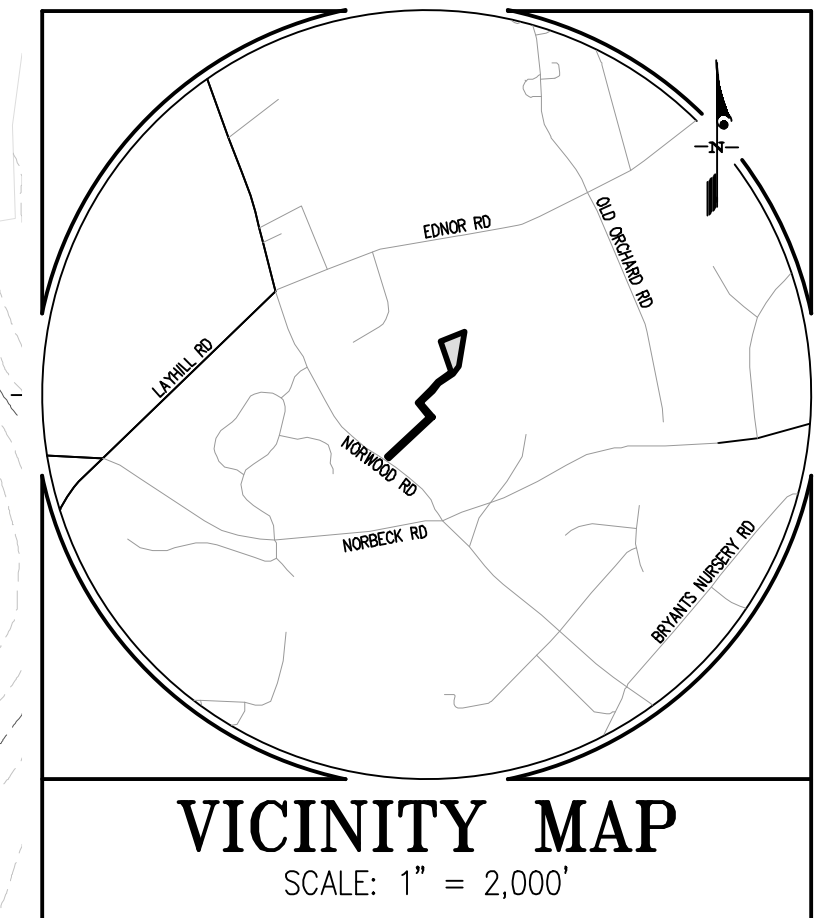 N
EDNOR RD
OLD ORCHARD RD
LAYHILL RD
NORWOOD RD
NORBECK RD
BRYANTS NURSERY RD
VICINITY MAP
SCALE: 1" = 2,000'